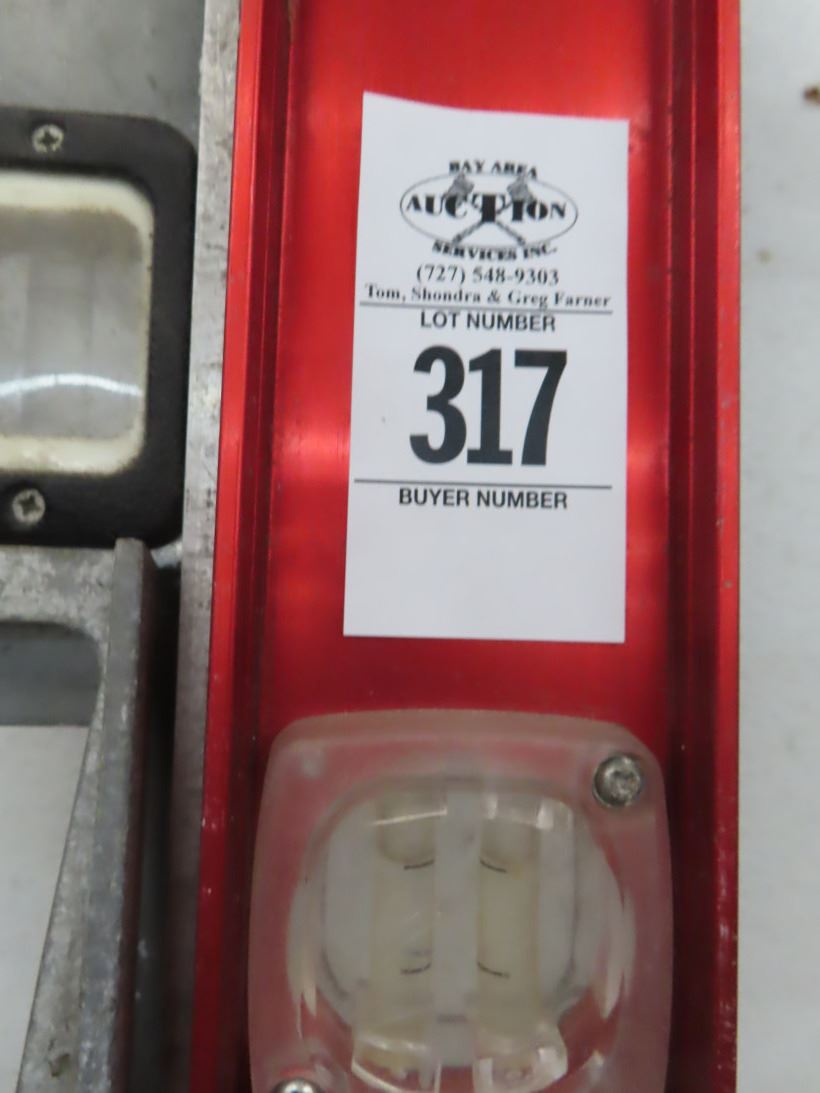 BAY AREA
AUCTION
SERVICES INC.
(727) 548-9303
Tom, Shondra & Greg Farner
LOT NUMBER
317
BUYER NUMBER